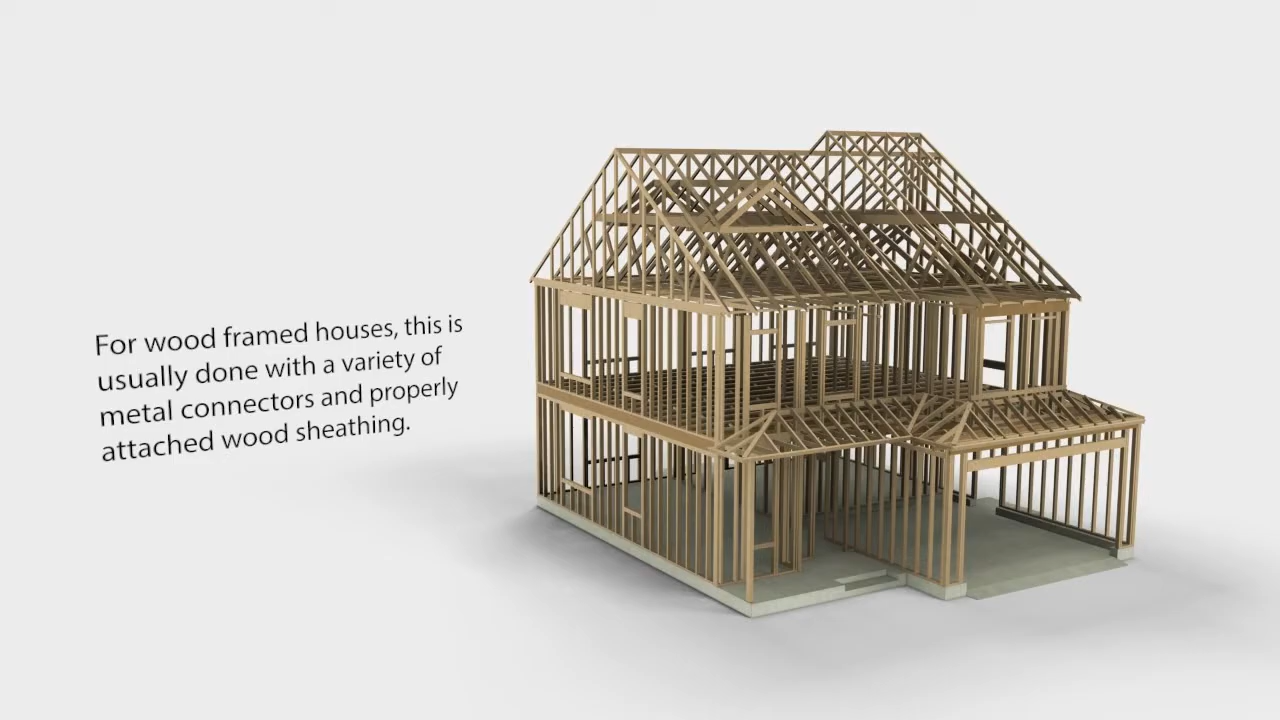 For wood framed houses, this is
usually done with a variety of
metal connectors and properly
attached wood sheathing.